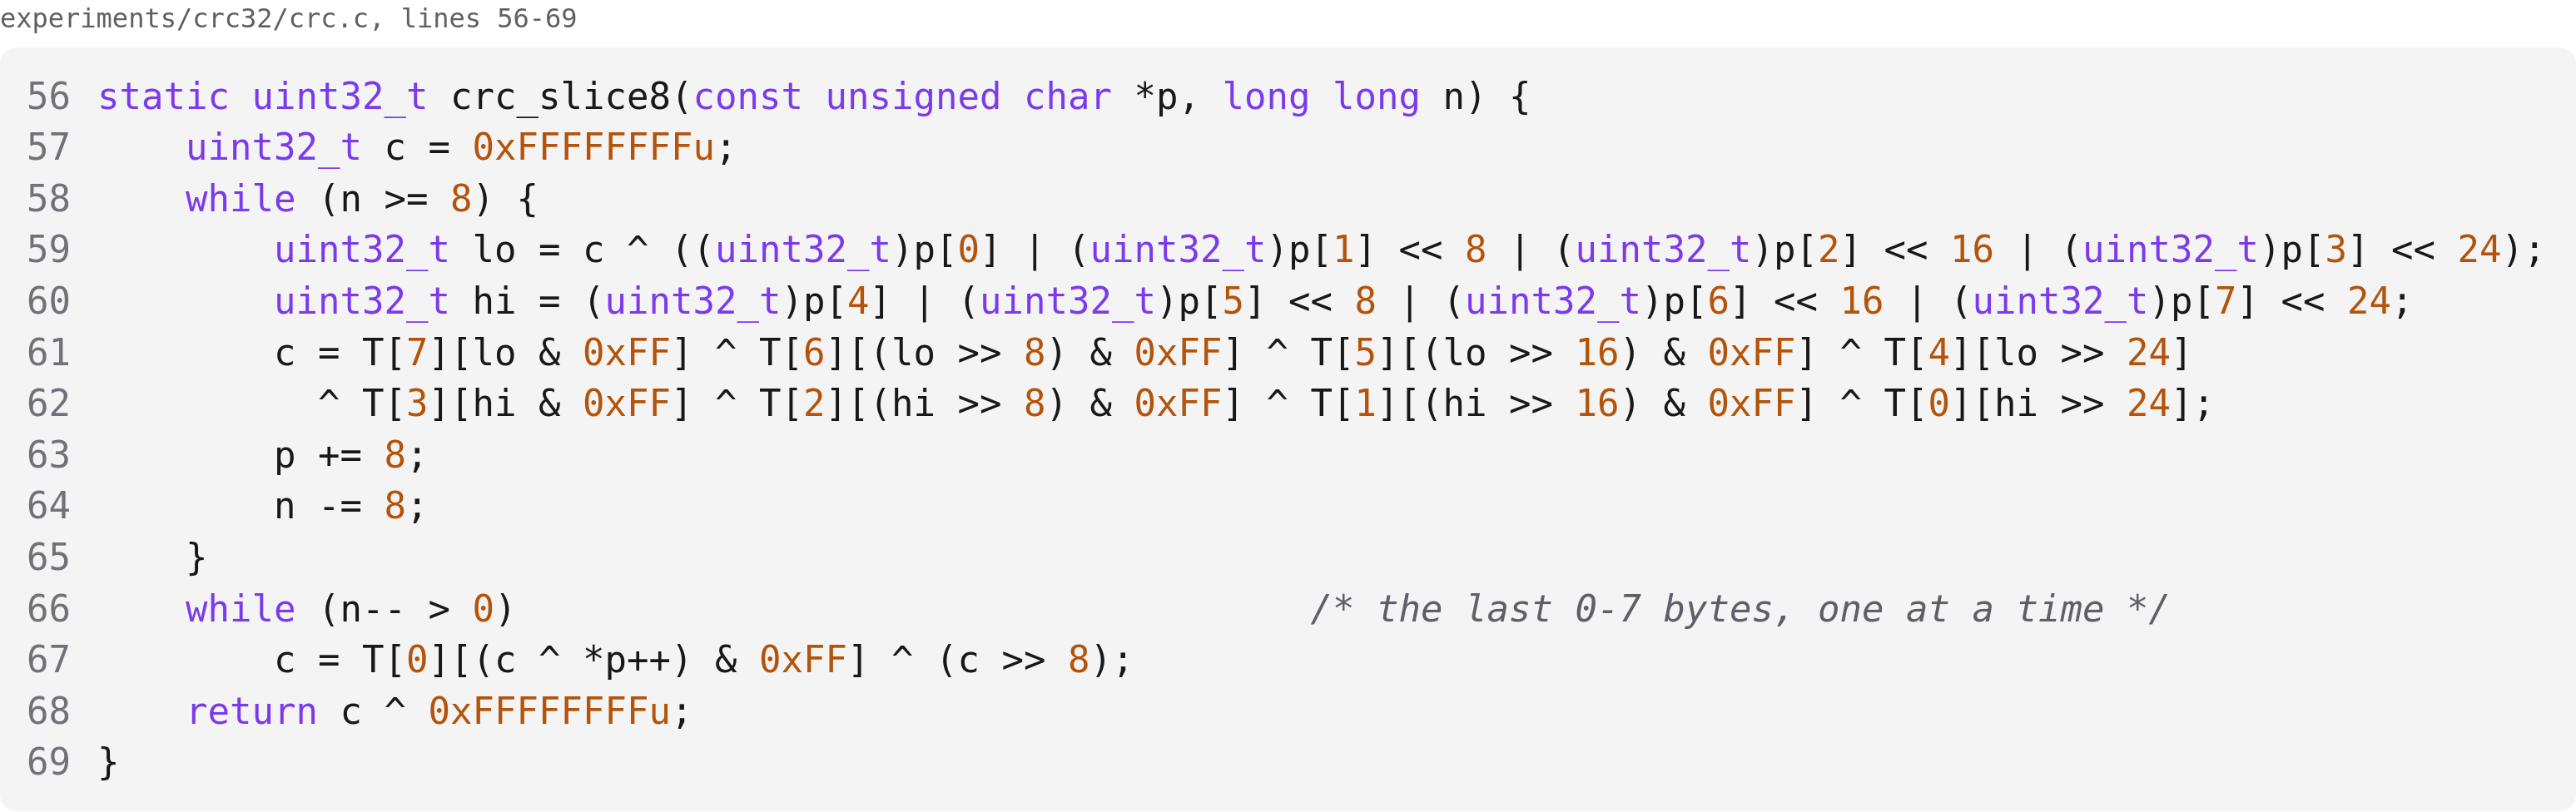 experiments/crc32/crc.c, lines 56-69
56 static uint32_t crc_slice8(const unsigned char *p, long long n) {
57     uint32_t c = 0xFFFFFFFFu;
58     while (n >= 8) {
59         uint32_t lo = c ^ ((uint32_t)p[0] | (uint32_t)p[1] << 8 | (uint32_t)p[2] << 16 | (uint32_t)p[3] << 24);
60         uint32_t hi = (uint32_t)p[4] | (uint32_t)p[5] << 8 | (uint32_t)p[6] << 16 | (uint32_t)p[7] << 24;
61         c = T[7][lo & 0xFF] ^ T[6][(lo >> 8) & 0xFF] ^ T[5][(lo >> 16) & 0xFF] ^ T[4][lo >> 24]
62           ^ T[3][hi & 0xFF] ^ T[2][(hi >> 8) & 0xFF] ^ T[1][(hi >> 16) & 0xFF] ^ T[0][hi >> 24];
63         p += 8;
64         n -= 8;
65     }
66     while (n-- > 0)                                    /* the last 0-7 bytes, one at a time */
67         c = T[0][(c ^ *p++) & 0xFF] ^ (c >> 8);
68     return c ^ 0xFFFFFFFFu;
69 }